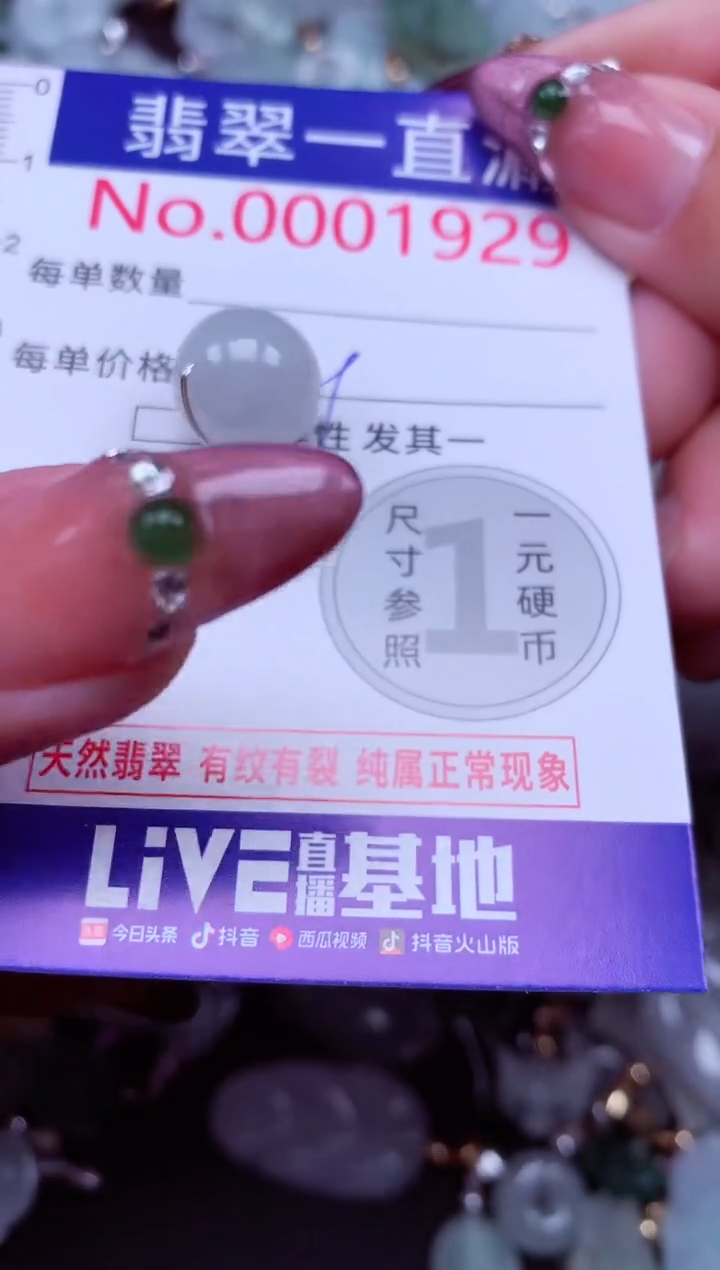 0
1
2
翡翠一直
No.0001929
每单数量
每单价格
性 发其一
尺寸参照
1
一元硬币
天然翡翠 有纹有裂 纯属正常现象
LiVE直播基地
今日头条 抖音 西瓜视频 抖音火山版